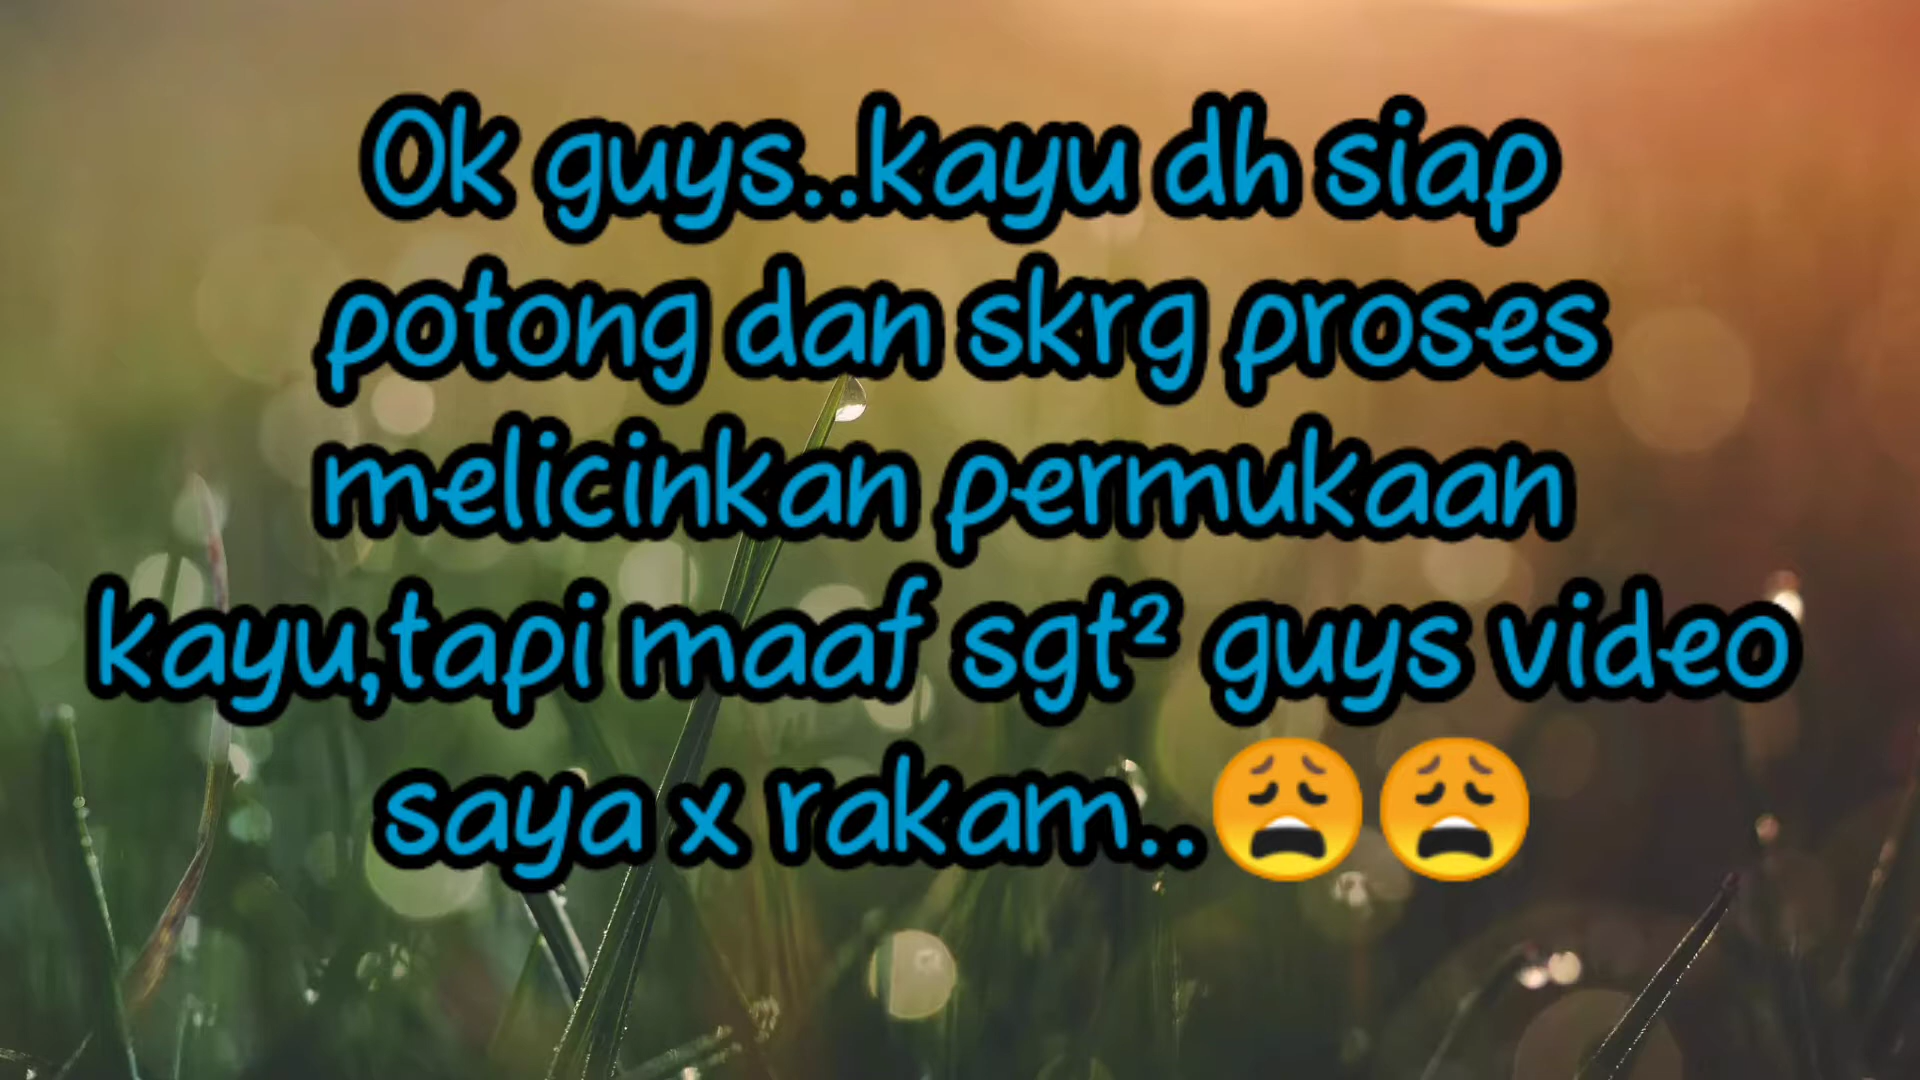 Ok guys..kayu dh siap
potong dan skrg proses
melicinkan permukaan
kayu,tapi maaf sgt² guys video
saya x rakam..😩😩